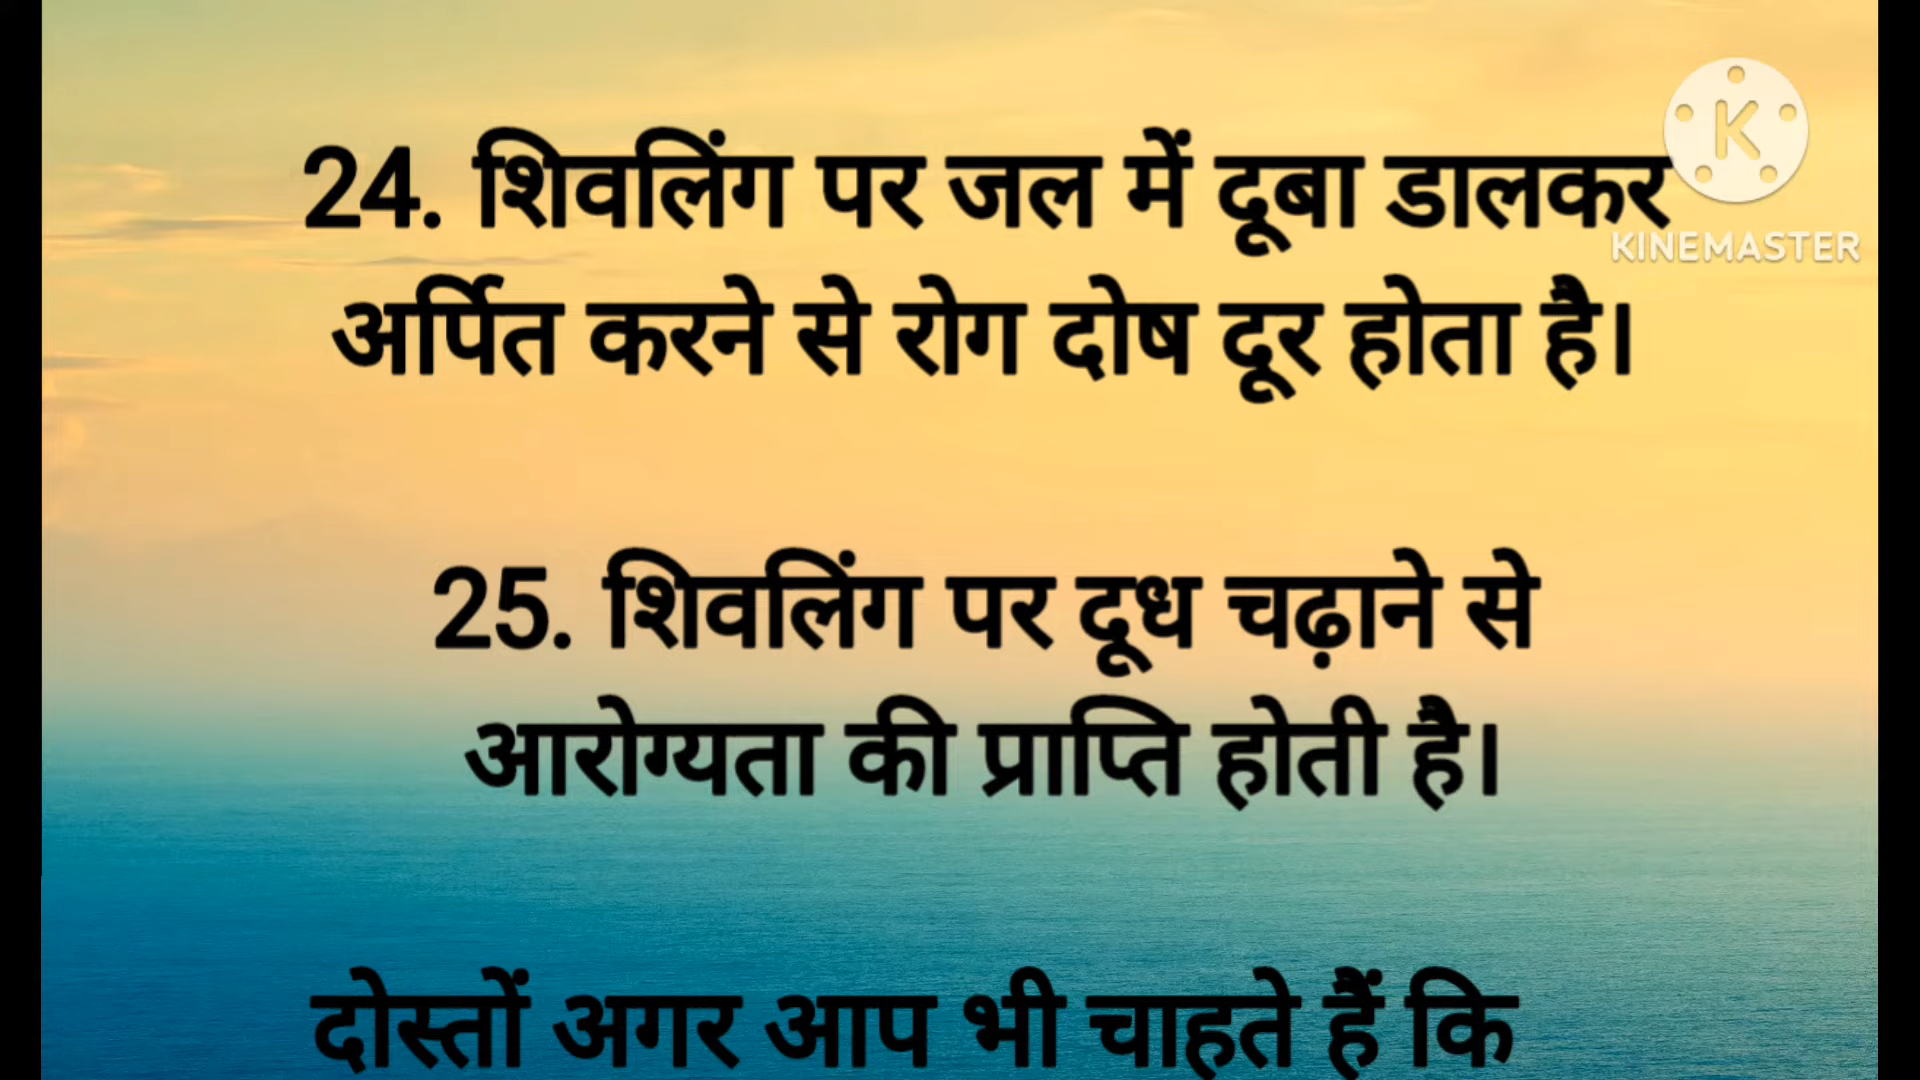 24. शिवलिंग पर जल में दूबा डालकर
अर्पित करने से रोग दोष दूर होता है।
25. शिवलिंग पर दूध चढ़ाने से
आरोग्यता की प्राप्ति होती है।
दोस्तों अगर आप भी चाहते हैं कि
K
KINEMASTER